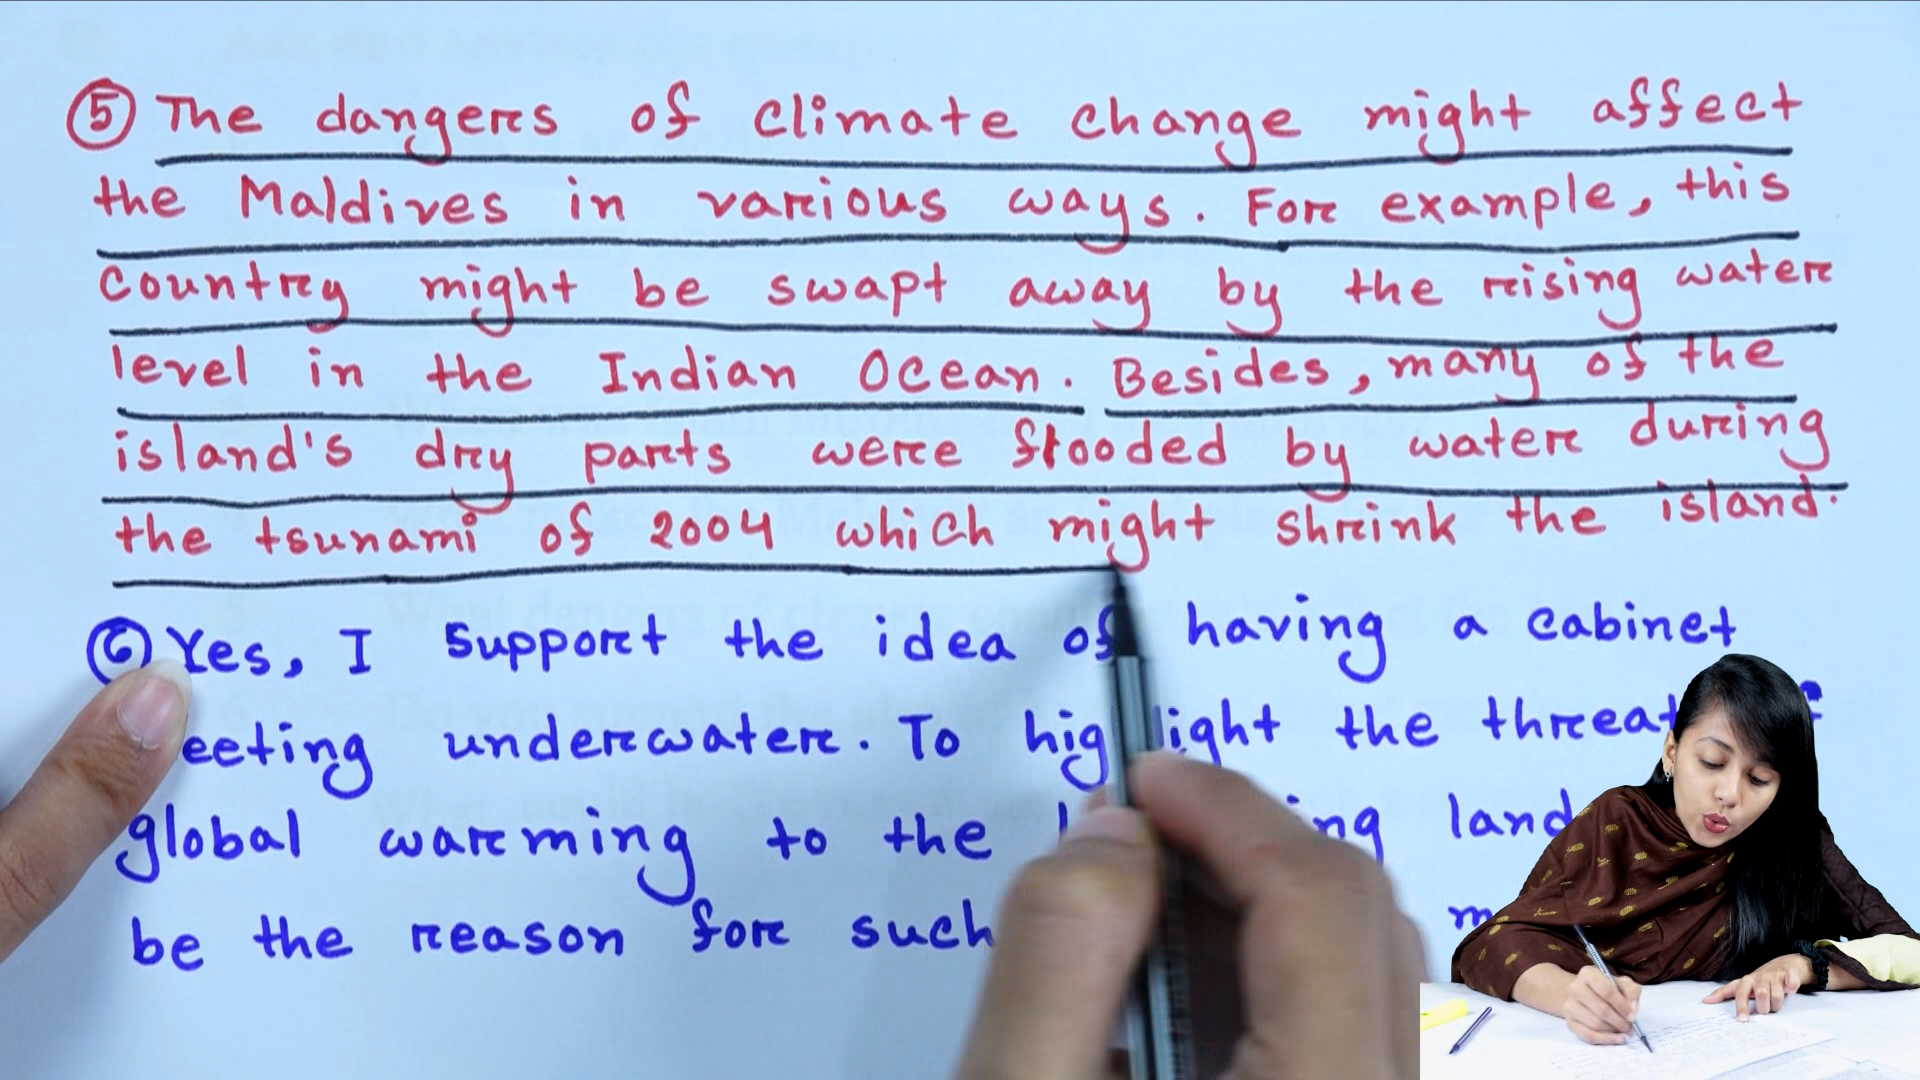 ⑤ The dangers of climate change might affect
the Maldives in various ways. For example, this
country might be swapt away by the rising water
level in the Indian Ocean. Besides, many of the
island's dry parts were flooded by water during
the tsunami of 2004 which might shrink the island.
⑥ Yes, I support the idea of having a cabinet
eeting underwater. To highlight the threat
global warming to the
be the reason for such